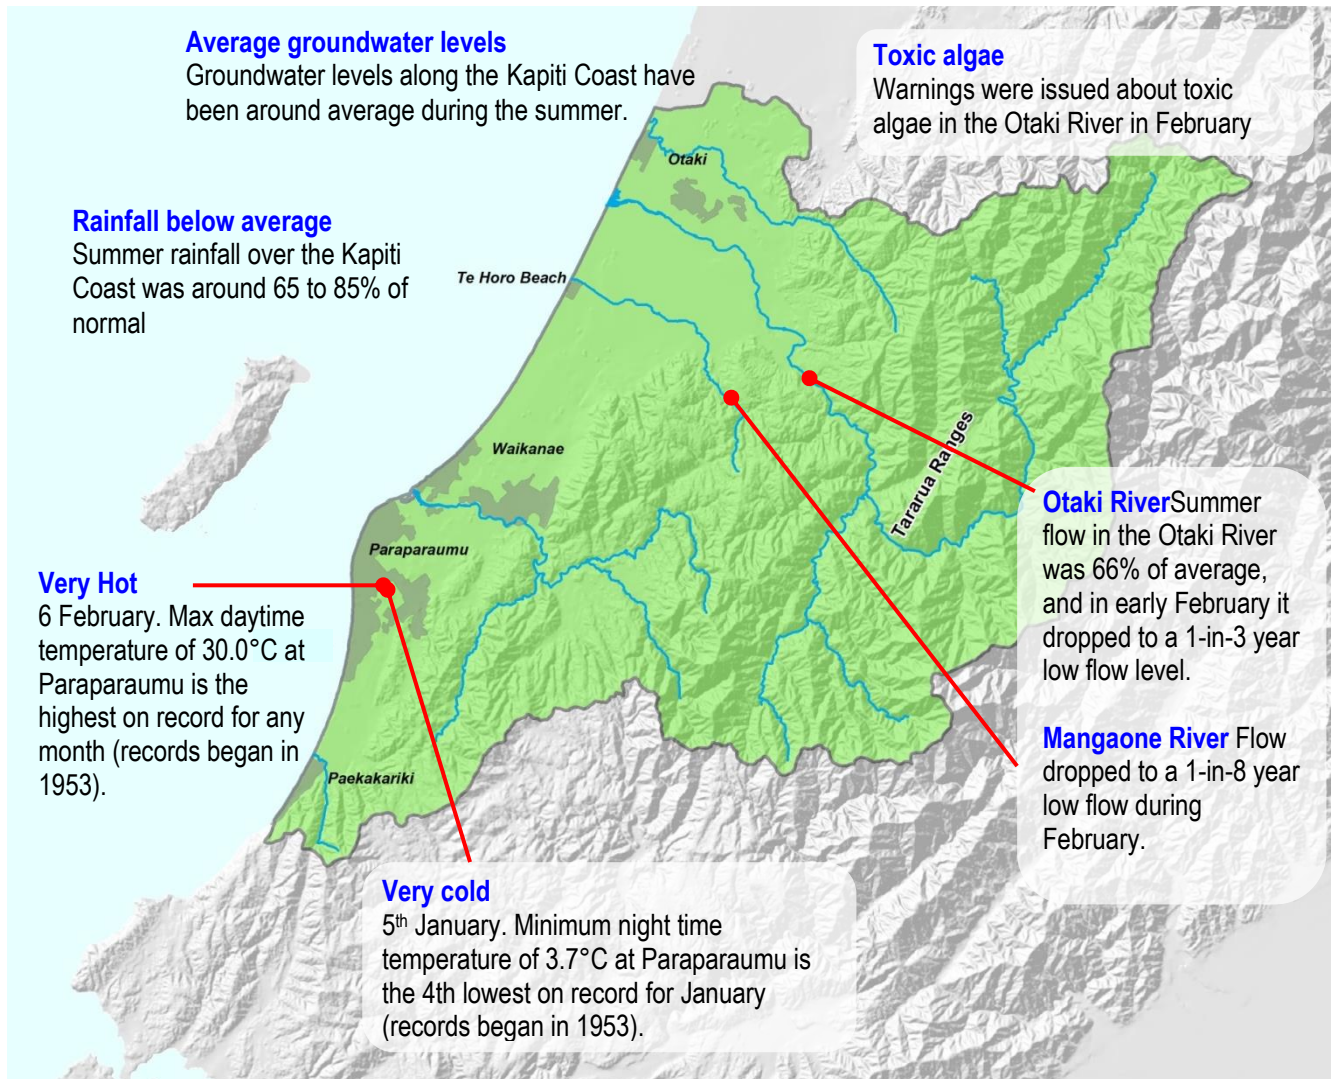 Average groundwater levels
Groundwater levels along the Kapiti Coast have
been around average during the summer.
Toxic algae
Warnings were issued about toxic
algae in the Otaki River in February
Otaki
Rainfall below average
Summer rainfall over the Kapiti
Coast was around 65 to 85% of
normal
Te Horo Beach
Waikanae
Tararua Ranges
Paraparaumu
Otaki RiverSummer
flow in the Otaki River
was 66% of average,
and in early February it
dropped to a 1-in-3 year
low flow level.
Very Hot
6 February. Max daytime
temperature of 30.0°C at
Paraparaumu is the
highest on record for any
month (records began in
1953).
Mangaone River Flow
dropped to a 1-in-8 year
low flow during
February.
Paekakariki
Very cold
5th January. Minimum night time
temperature of 3.7°C at Paraparaumu is
the 4th lowest on record for January
(records began in 1953).